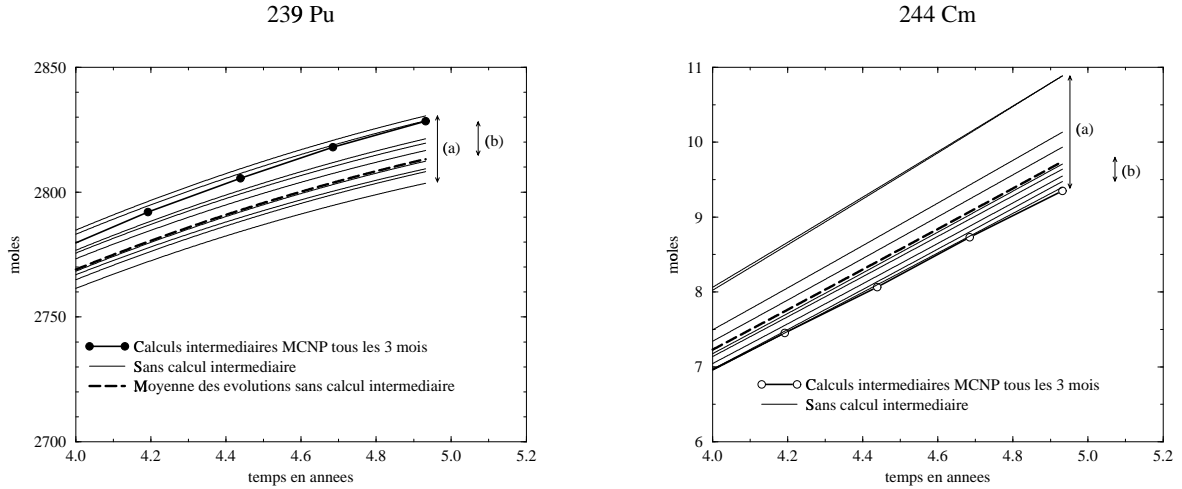 239 Pu
2850
2800
2750
2700
moles
4.0 4.2 4.4 4.6 4.8 5.0 5.2
temps en annees
(a)
(b)
Calculs intermediaires MCNP tous les 3 mois
Sans calcul intermediaire
Moyenne des evolutions sans calcul intermediaire
244 Cm
11
10
9
8
7
6
moles
4.0 4.2 4.4 4.6 4.8 5.0 5.2
temps en annees
(a)
(b)
Calculs intermediaires MCNP tous les 3 mois
Sans calcul intermediaire